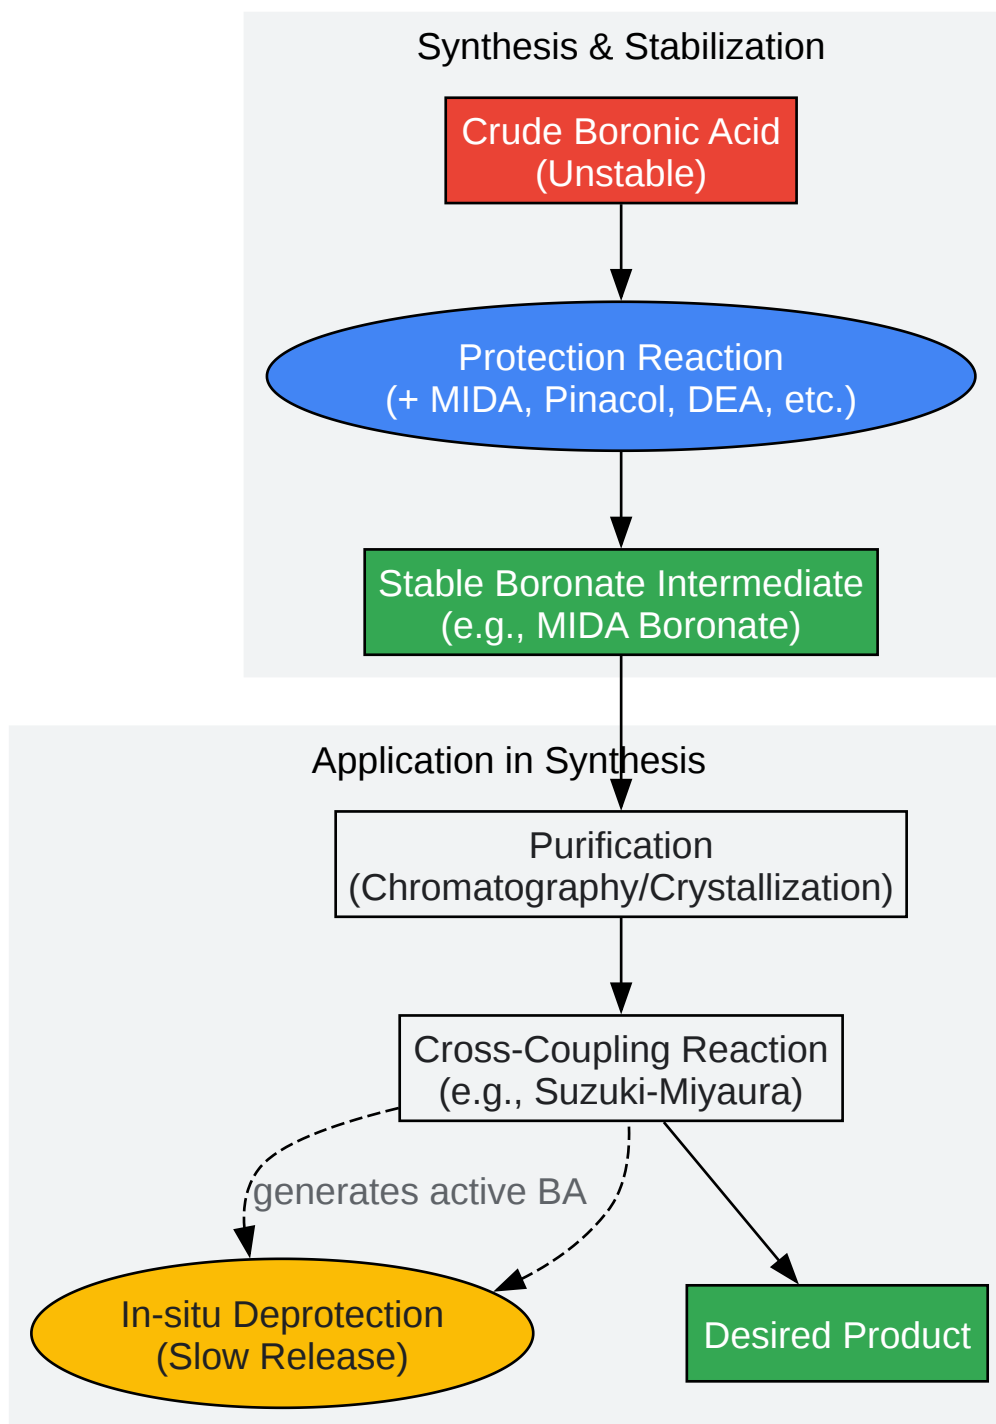 Synthesis & Stabilization
Crude Boronic Acid
(Unstable)
Protection Reaction
(+ MIDA, Pinacol, DEA, etc.)
Stable Boronate Intermediate
(e.g., MIDA Boronate)
Application in Synthesis
Purification
(Chromatography/Crystallization)
Cross-Coupling Reaction
(e.g., Suzuki-Miyaura)
generates active BA
In-situ Deprotection
(Slow Release)
Desired Product